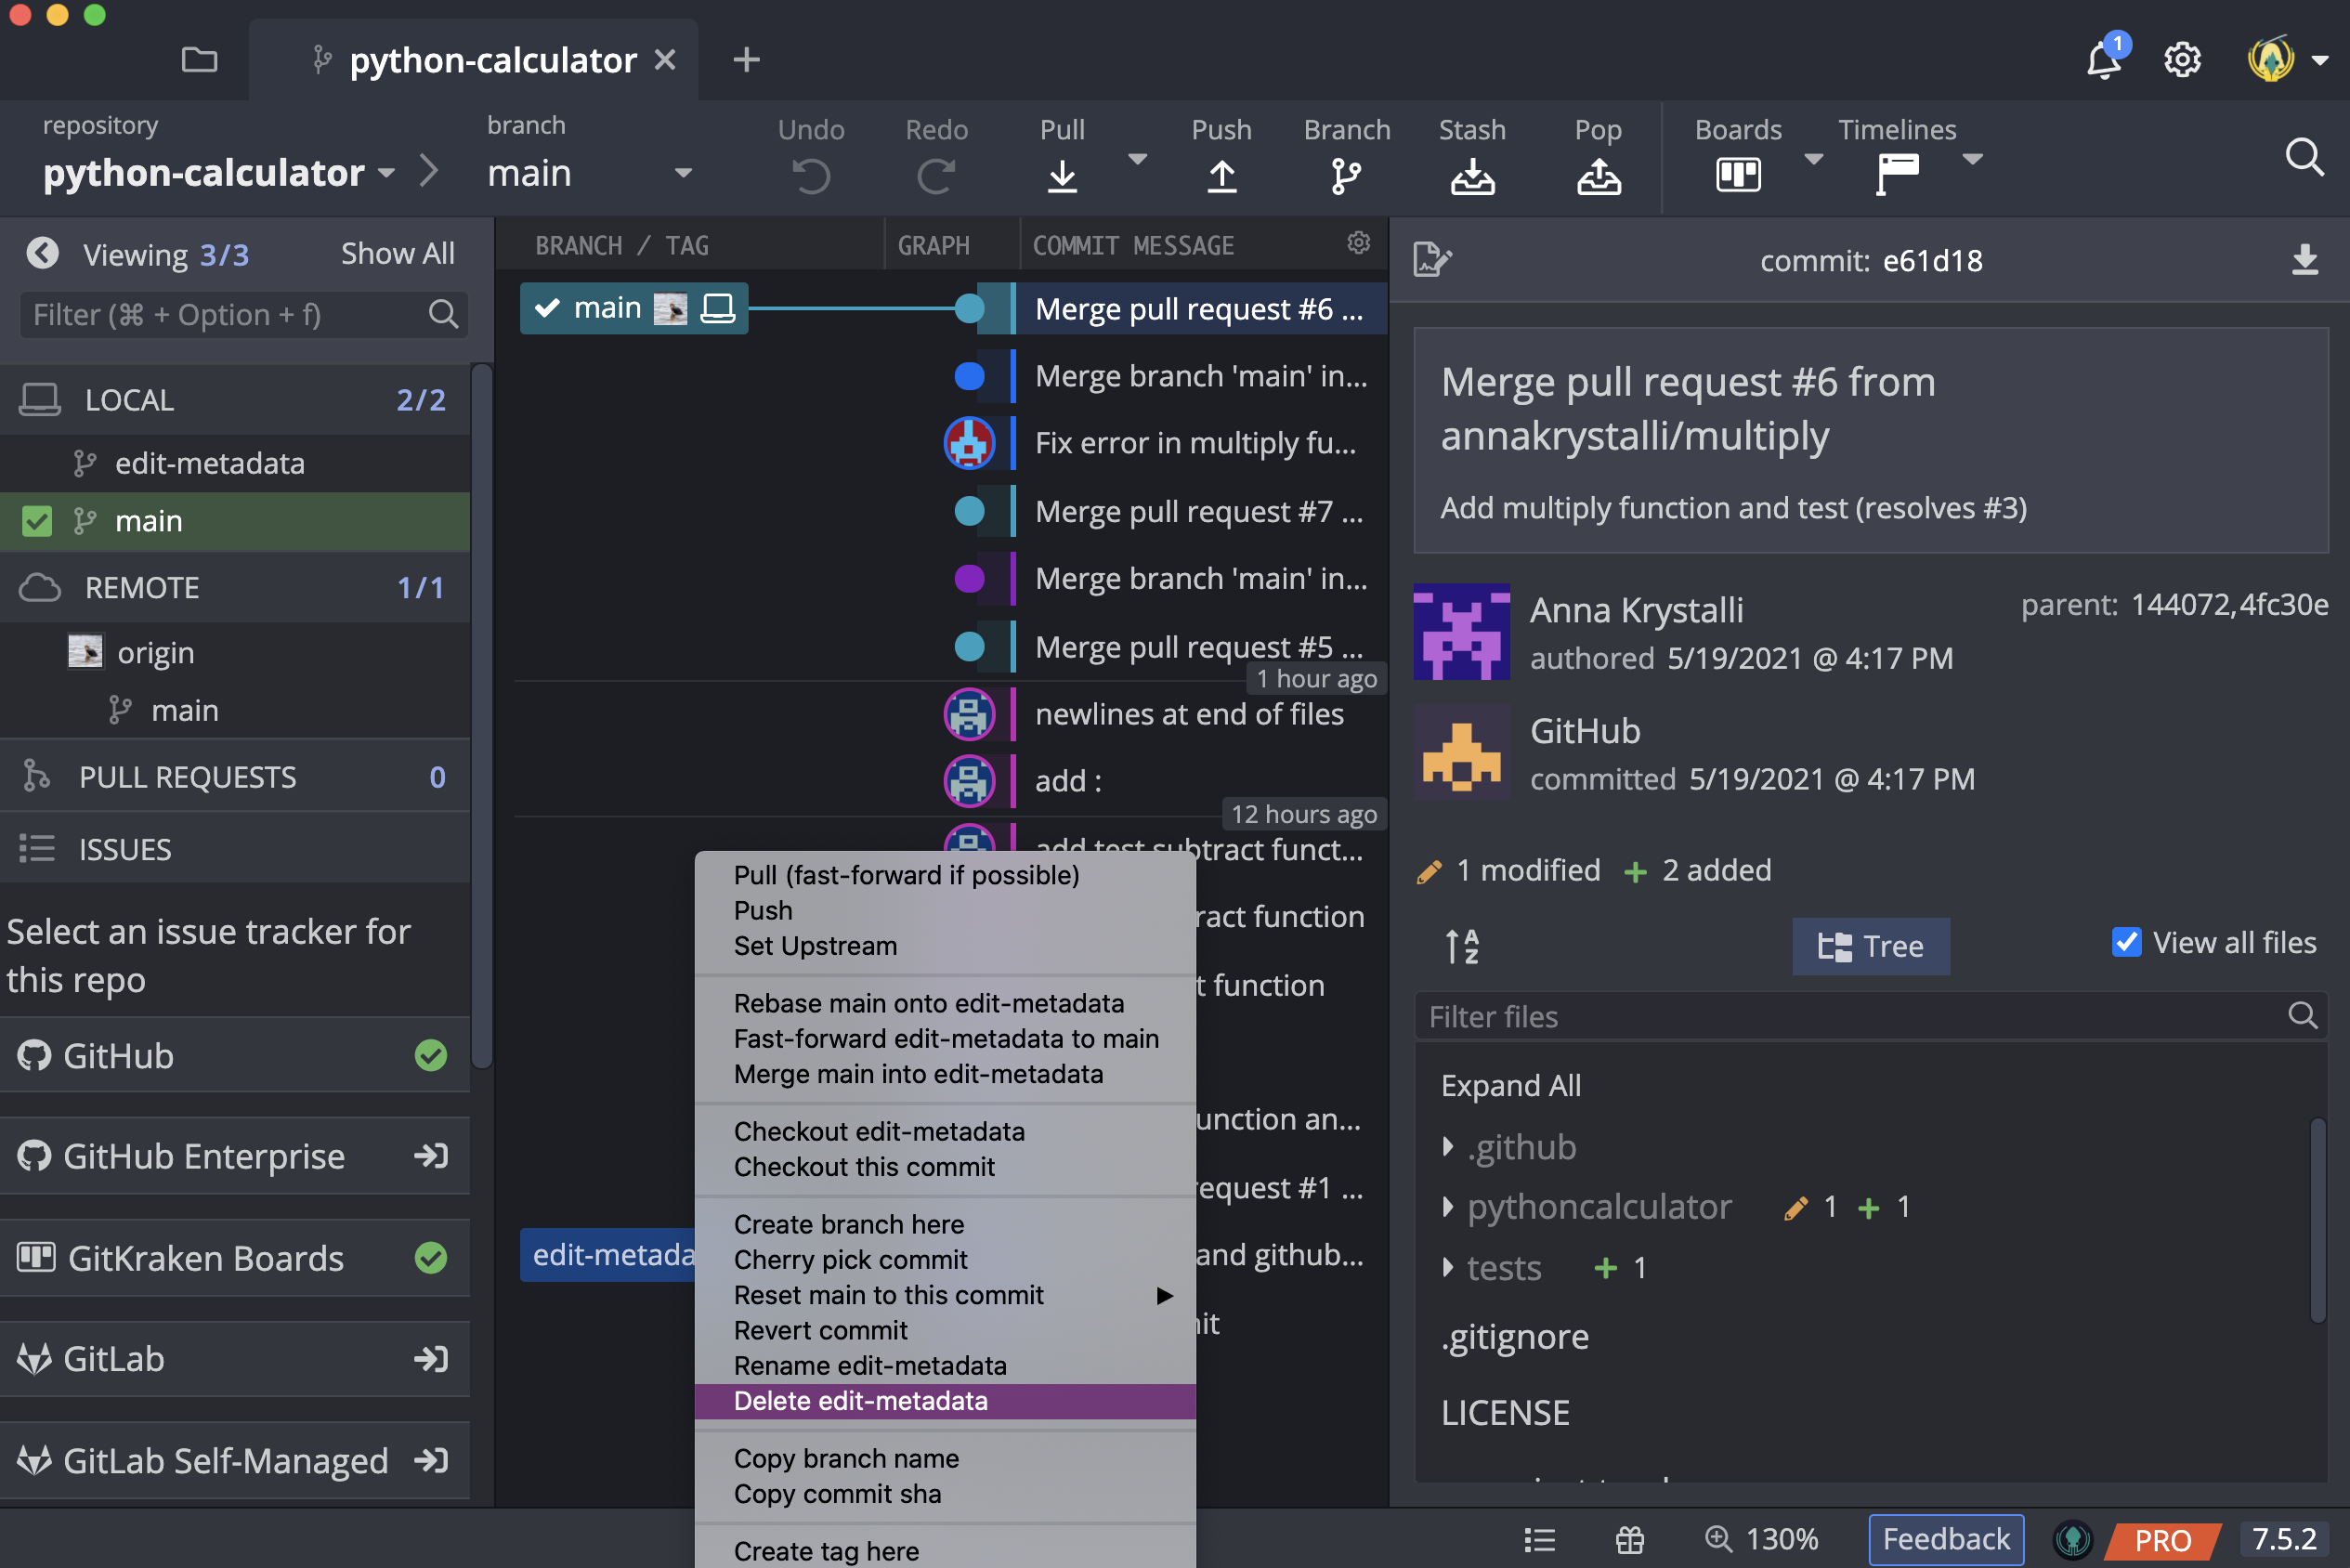 python-calculator
1
repository
python-calculator
branch
main
Undo
Redo
Pull
Push
Branch
Stash
Pop
Boards
Timelines
Viewing 3/3
Show All
Filter (⌘ + Option + f)
LOCAL 2/2
edit-metadata
main
REMOTE 1/1
origin
main
PULL REQUESTS 0
ISSUES
Select an issue tracker for
this repo
GitHub
GitHub Enterprise
GitKraken Boards
GitLab
GitLab Self-Managed
BRANCH / TAG
GRAPH
COMMIT MESSAGE
main
Merge pull request #6 ...
Merge branch 'main' in...
Fix error in multiply fu...
Merge pull request #7 ...
Merge branch 'main' in...
Merge pull request #5 ...
1 hour ago
newlines at end of files
add :
12 hours ago
add test subtract funct...
ract function
t function
unction an...
request #1 ...
edit-metada
and github...
it
Pull (fast-forward if possible)
Push
Set Upstream
Rebase main onto edit-metadata
Fast-forward edit-metadata to main
Merge main into edit-metadata
Checkout edit-metadata
Checkout this commit
Create branch here
Cherry pick commit
Reset main to this commit
Revert commit
Rename edit-metadata
Delete edit-metadata
Copy branch name
Copy commit sha
Create tag here
commit: e61d18
Merge pull request #6 from
annakrystalli/multiply
Add multiply function and test (resolves #3)
Anna Krystalli
authored 5/19/2021 @ 4:17 PM
parent: 144072,4fc30e
GitHub
committed 5/19/2021 @ 4:17 PM
1 modified + 2 added
A
Z
Tree
View all files
Filter files
Expand All
.github
pythoncalculator 1 + 1
tests + 1
.gitignore
LICENSE
130%
Feedback
PRO
7.5.2